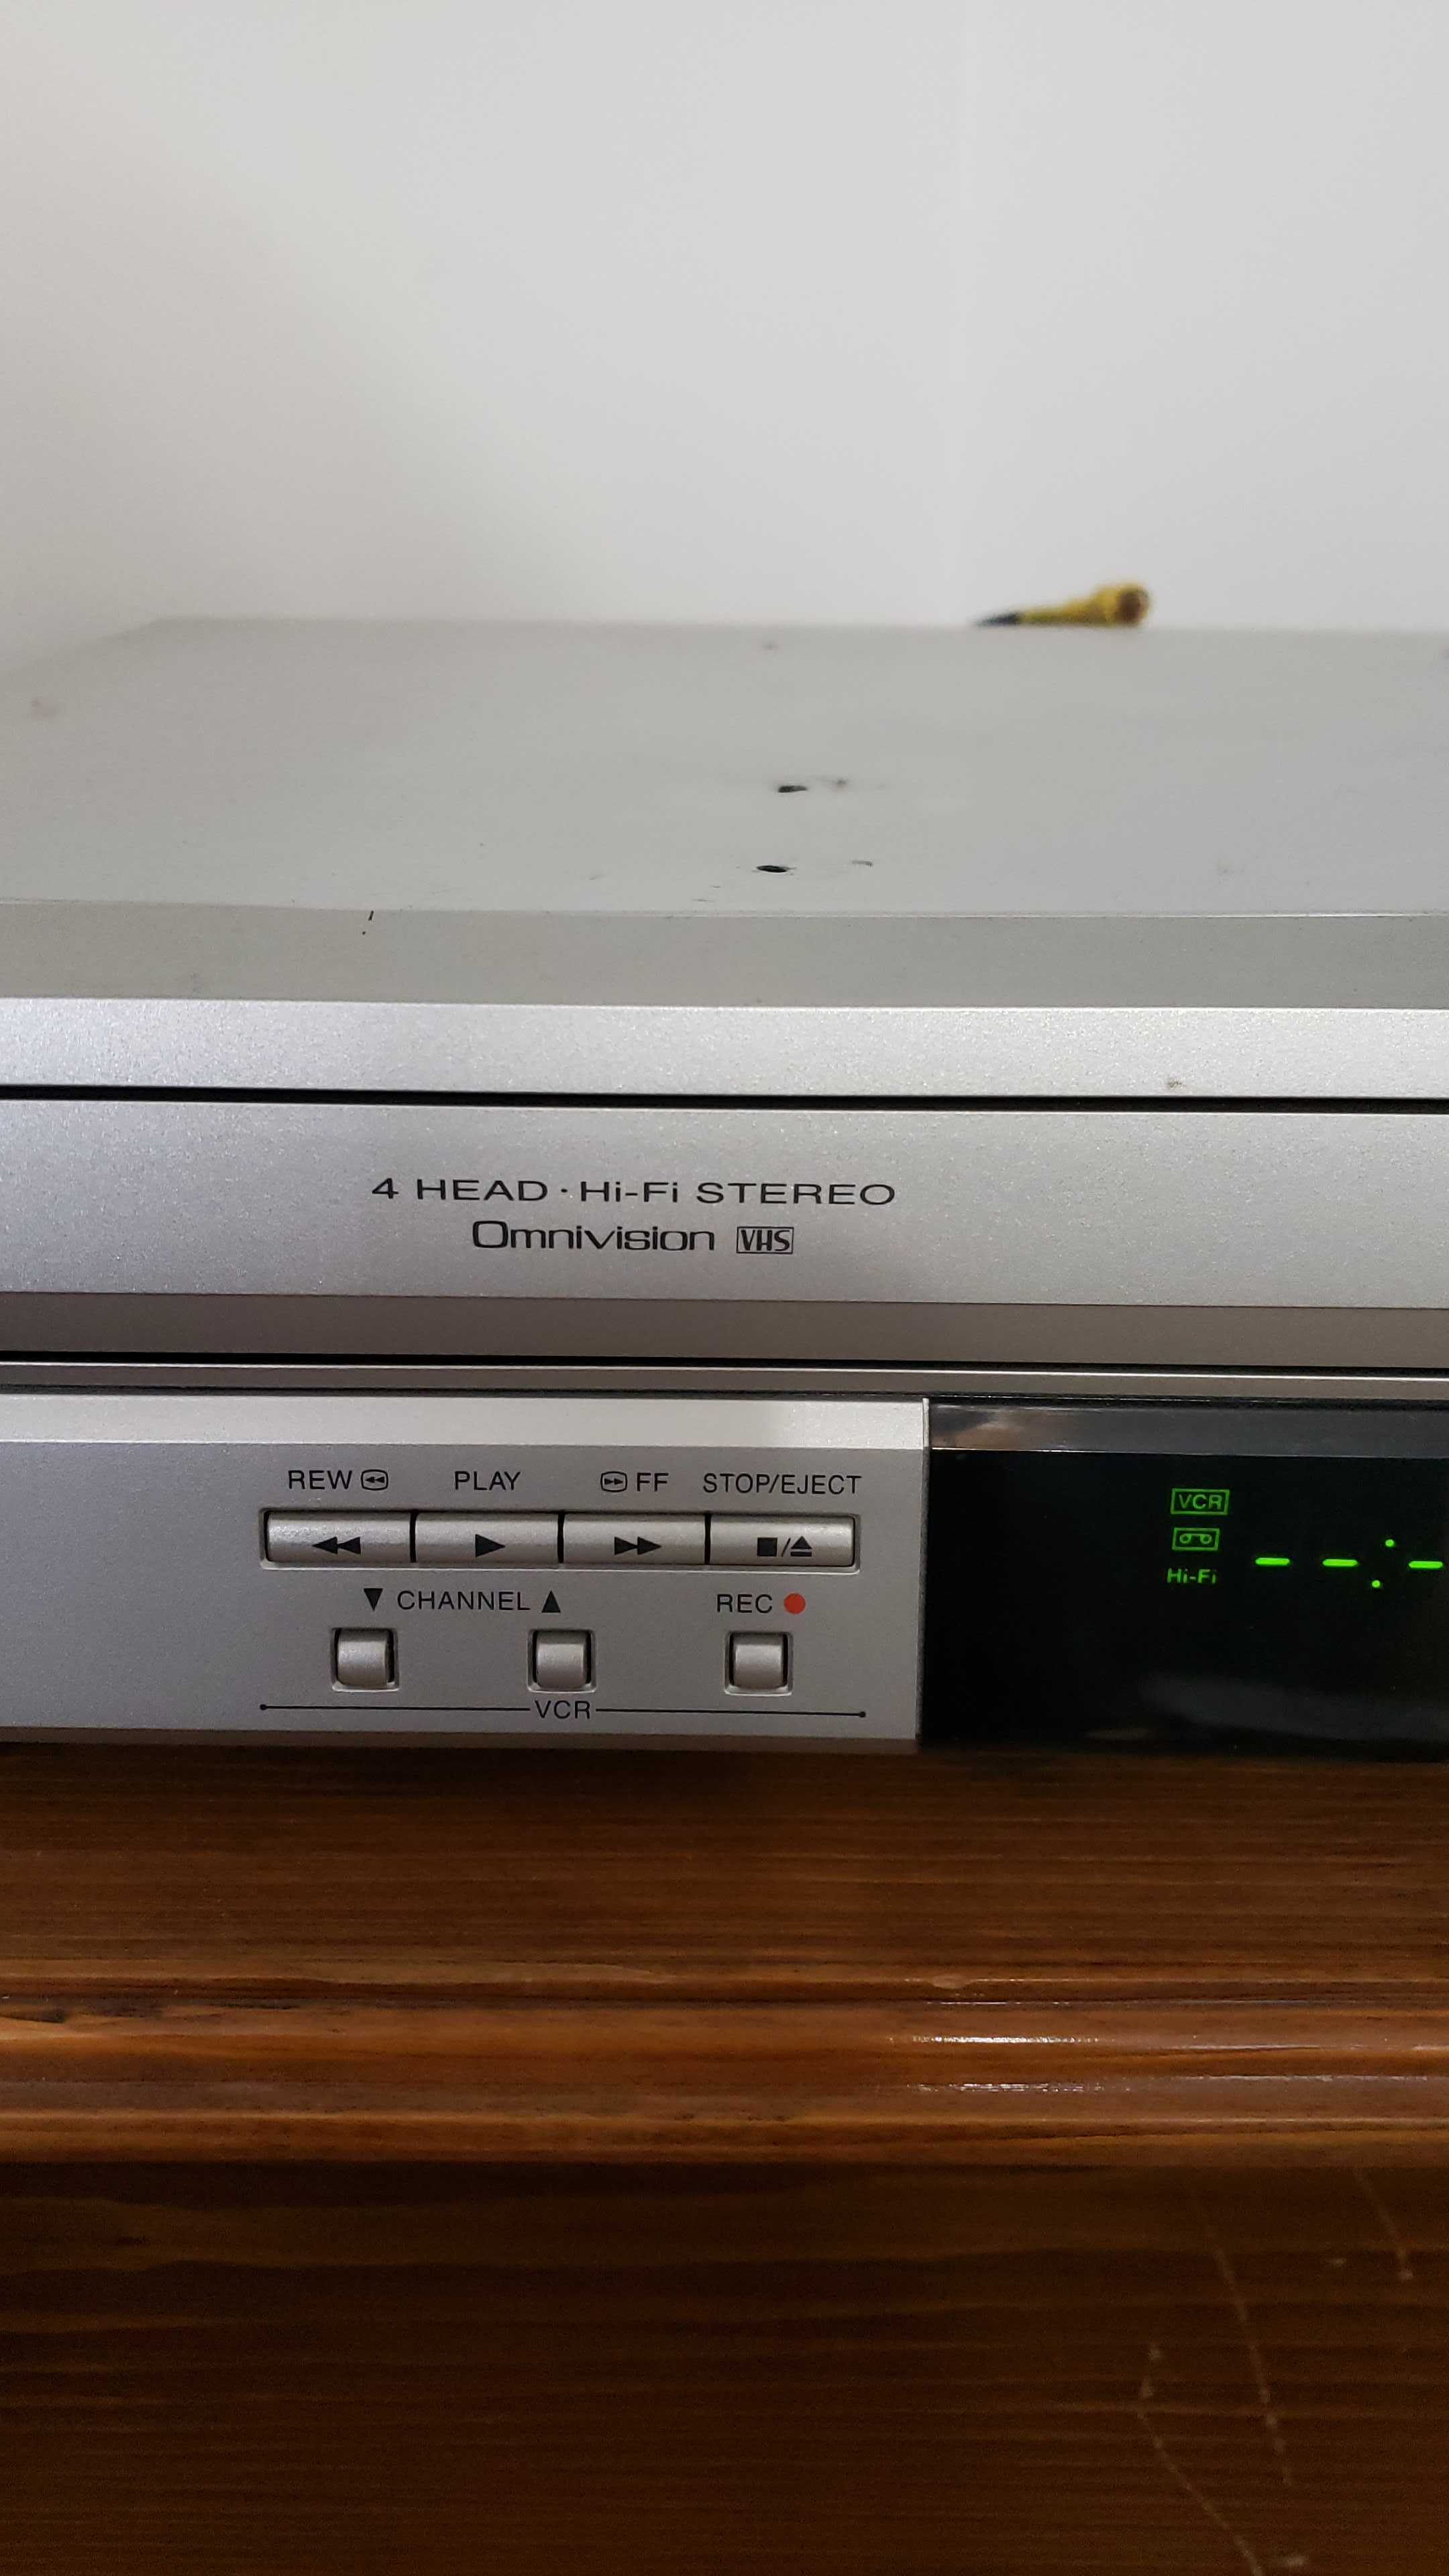 4 HEAD · Hi-Fi STEREO
Omnivision VHS
REW PLAY FF STOP/EJECT
▼ CHANNEL ▲ REC
VCR
VCR
Hi-Fi
– – : –